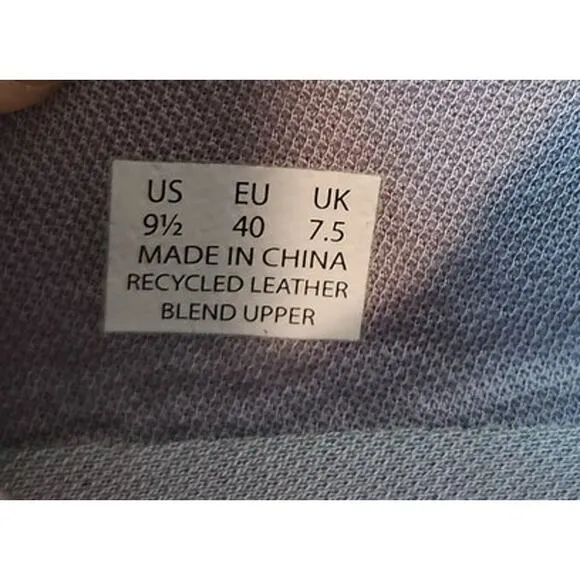 US EU UK
9½ 40 7.5
MADE IN CHINA
RECYCLED LEATHER
BLEND UPPER